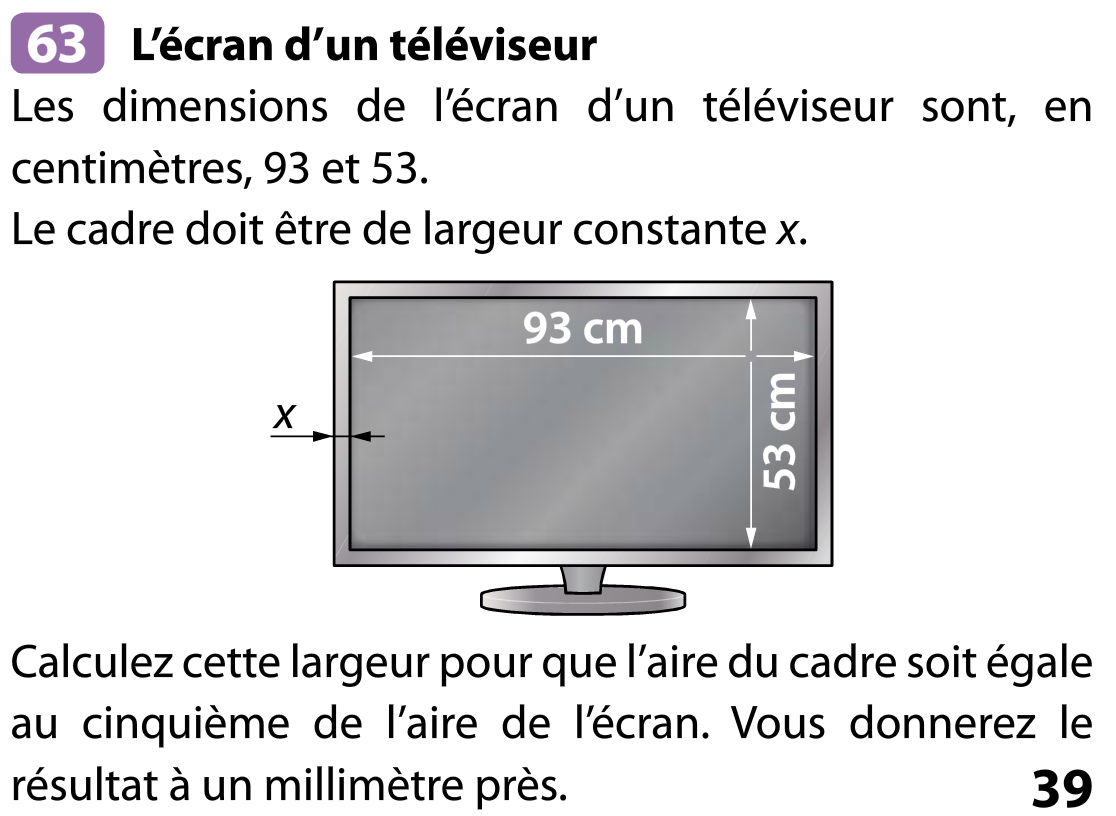 63 L’écran d’un téléviseur
Les dimensions de l’écran d’un téléviseur sont, en
centimètres, 93 et 53.
Le cadre doit être de largeur constante x.
93 cm
53 cm
x
Calculez cette largeur pour que l’aire du cadre soit égale
au cinquième de l’aire de l’écran. Vous donnerez le
résultat à un millimètre près.
39